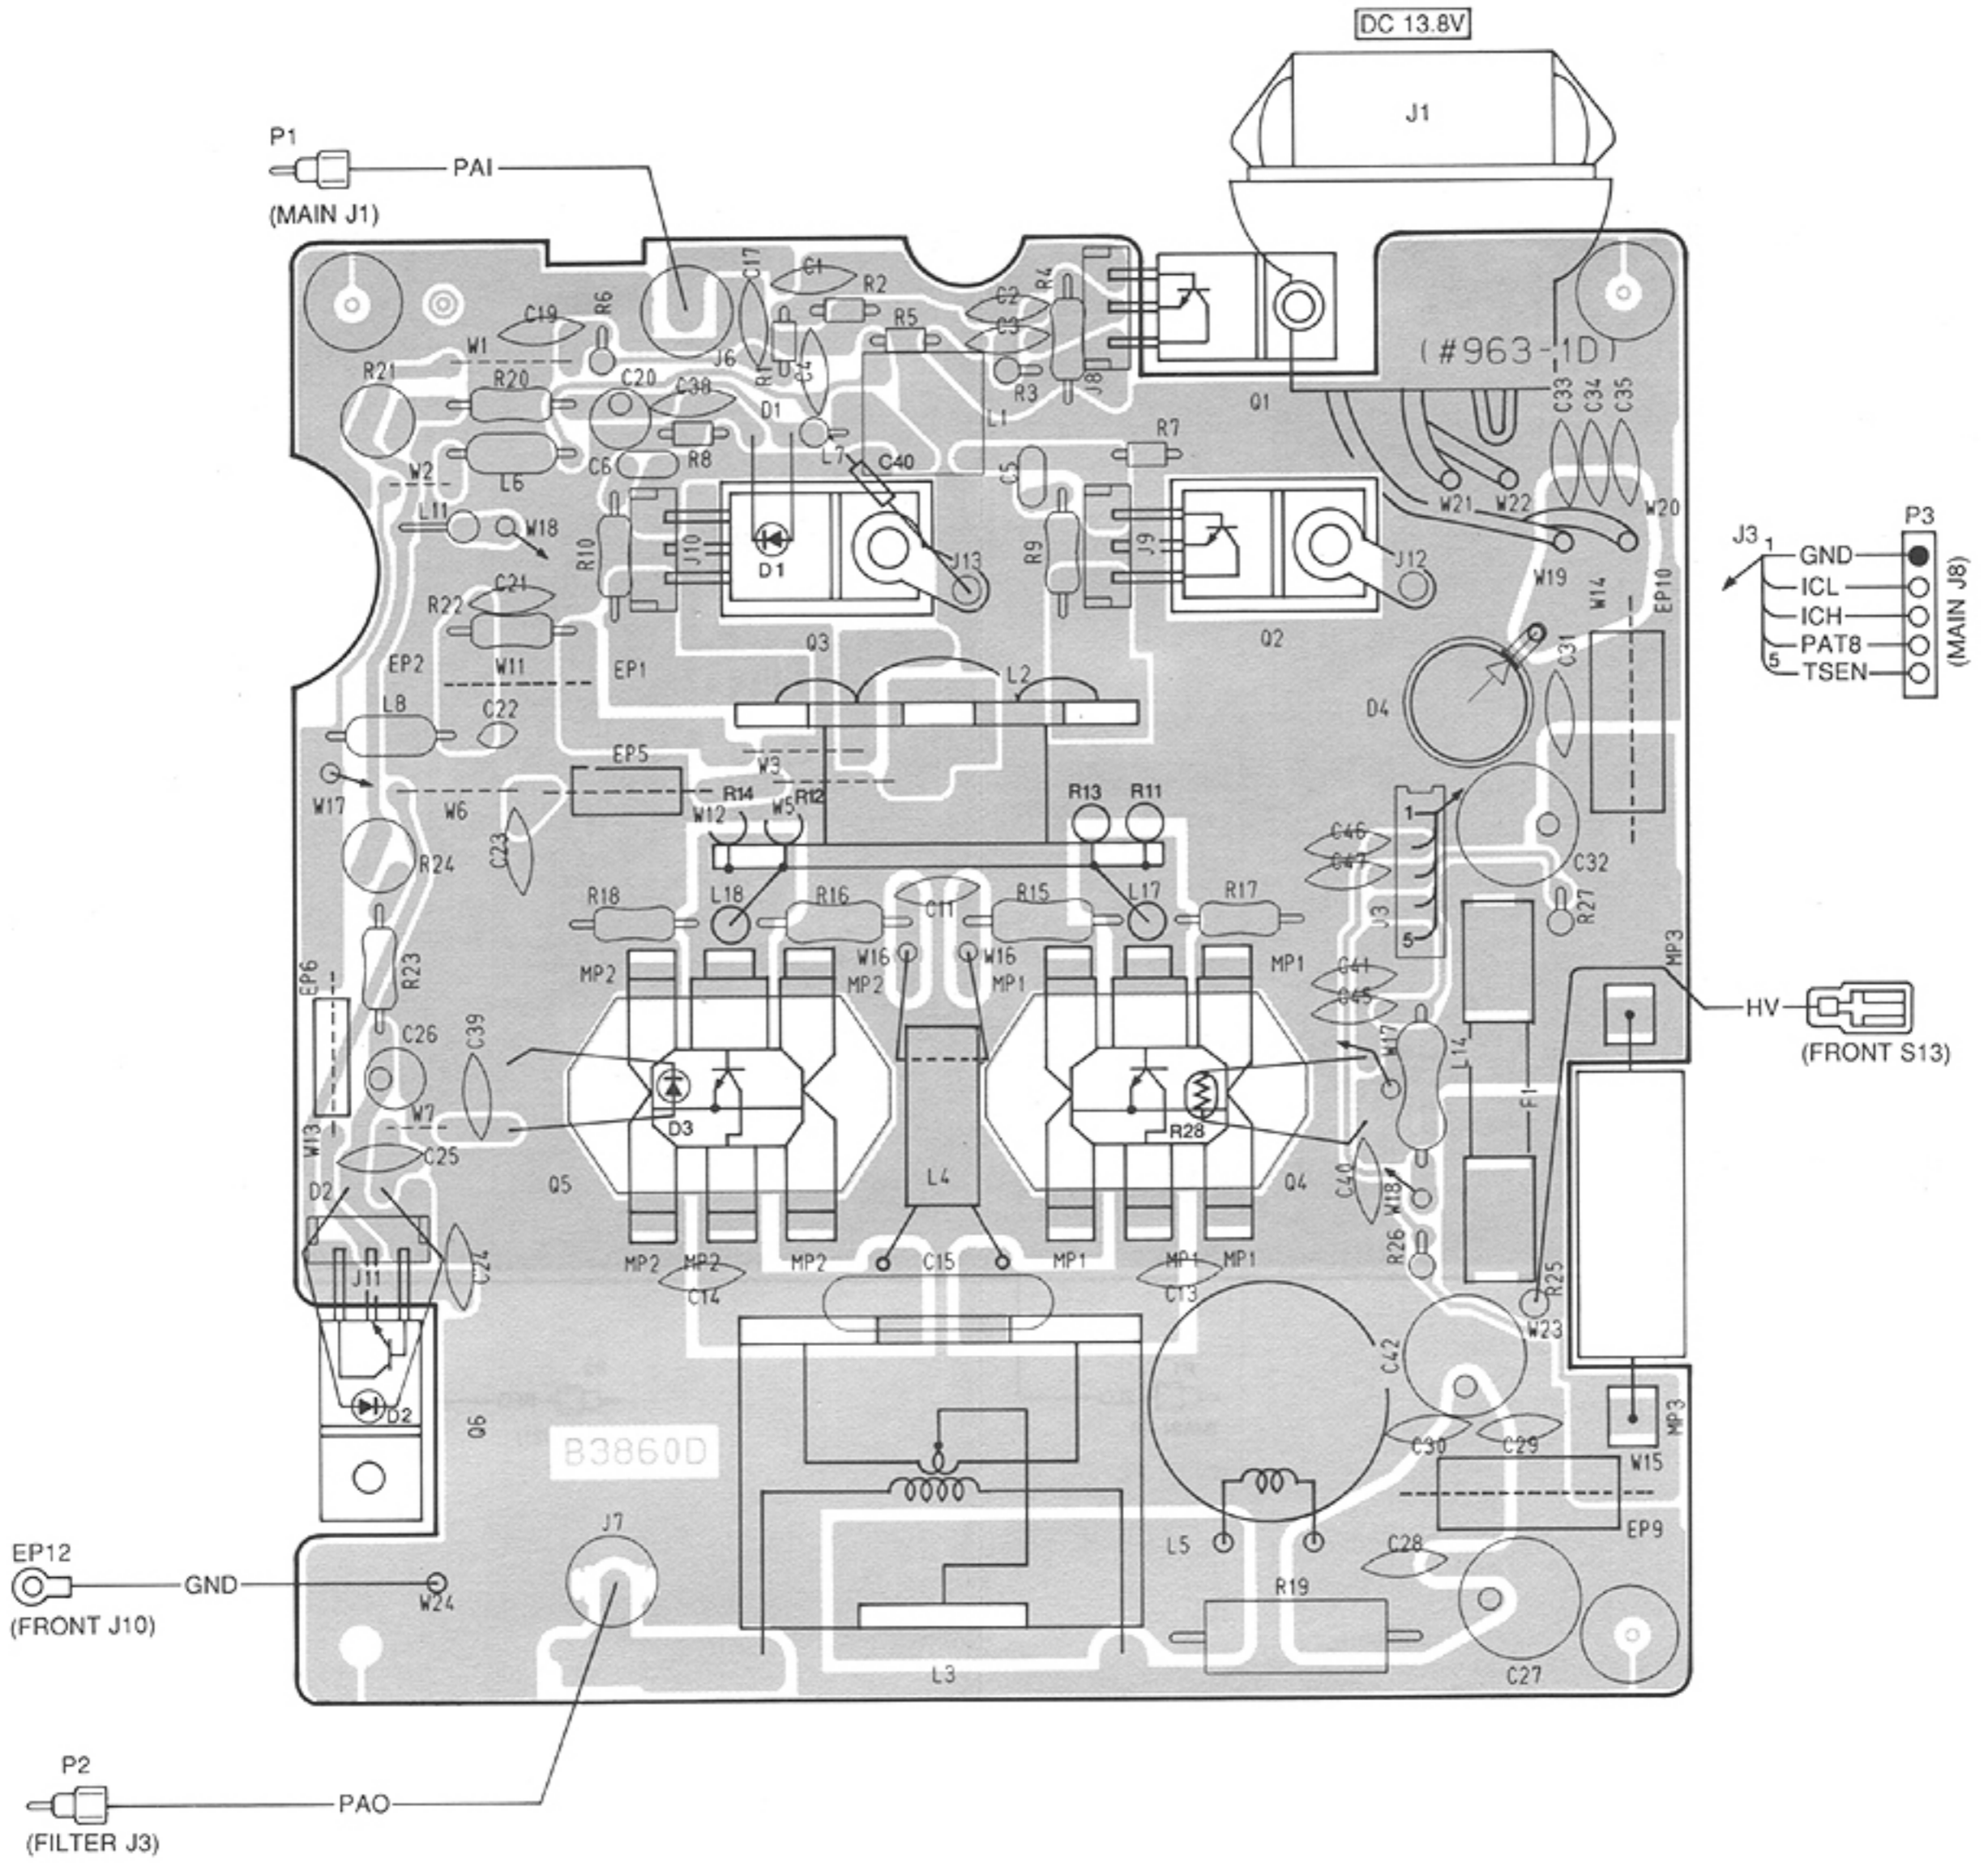 DC 13.8V
J1
P1
PAI
(MAIN J1)
C17
C1
R2
R4
C2
C19
R6
R5
C3
(#963-1D)
W1
J6
R1
C4
R3
J8
R21
R20
C20
C38
D1
L1
Q1
C33
C34
C35
R7
L7
C40
W2
L6
C6
R8
C5
W21
W22
W20
L11
W18
R10
J10
D1
J13
R9
J9
J12
W19
W14
EP10
J3
1
GND
ICL
ICH
PAT8
5
TSEN
P3
(MAIN J8)
C21
R22
Q3
Q2
C31
EP2
W11
EP1
L2
D4
L8
C22
EP5
W3
W17
W6
R14
R12
W12
W5
R13
R11
1
C46
C47
C32
C23
R24
R18
L18
R16
C11
R15
L17
R17
J3
5
R27
MP3
EP6
R23
MP2
MP2
W16
W16
MP1
MP1
C41
C45
HV
(FRONT S13)
C26
C39
W17
L14
F1
W7
D3
R28
W13
C25
D2
Q5
L4
Q4
C40
W18
J11
C24
MP2
MP2
MP2
C15
MP1
MP1
MP1
R26
R25
C14
C13
W23
C42
D2
Q6
B3860D
C30
C29
MP3
W15
J7
L5
C28
EP9
EP12
GND
W24
(FRONT J10)
R19
L3
C27
P2
PAO
(FILTER J3)